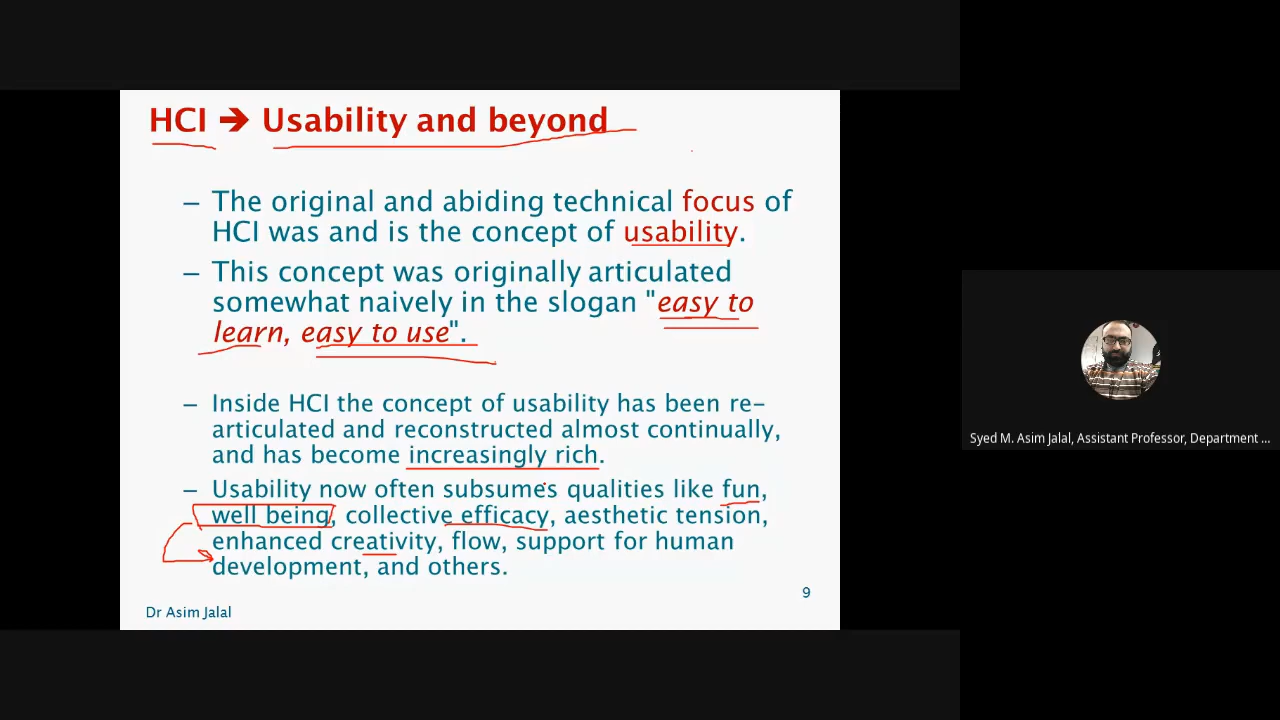 HCI ➔ Usability and beyond
– The original and abiding technical focus of
HCI was and is the concept of usability.
– This concept was originally articulated
somewhat naively in the slogan "easy to
learn, easy to use".
– Inside HCI the concept of usability has been re-
articulated and reconstructed almost continually,
and has become increasingly rich.
– Usability now often subsumes qualities like fun,
well being, collective efficacy, aesthetic tension,
enhanced creativity, flow, support for human
development, and others.
9
Dr Asim Jalal
Syed M. Asim Jalal, Assistant Professor, Department ...